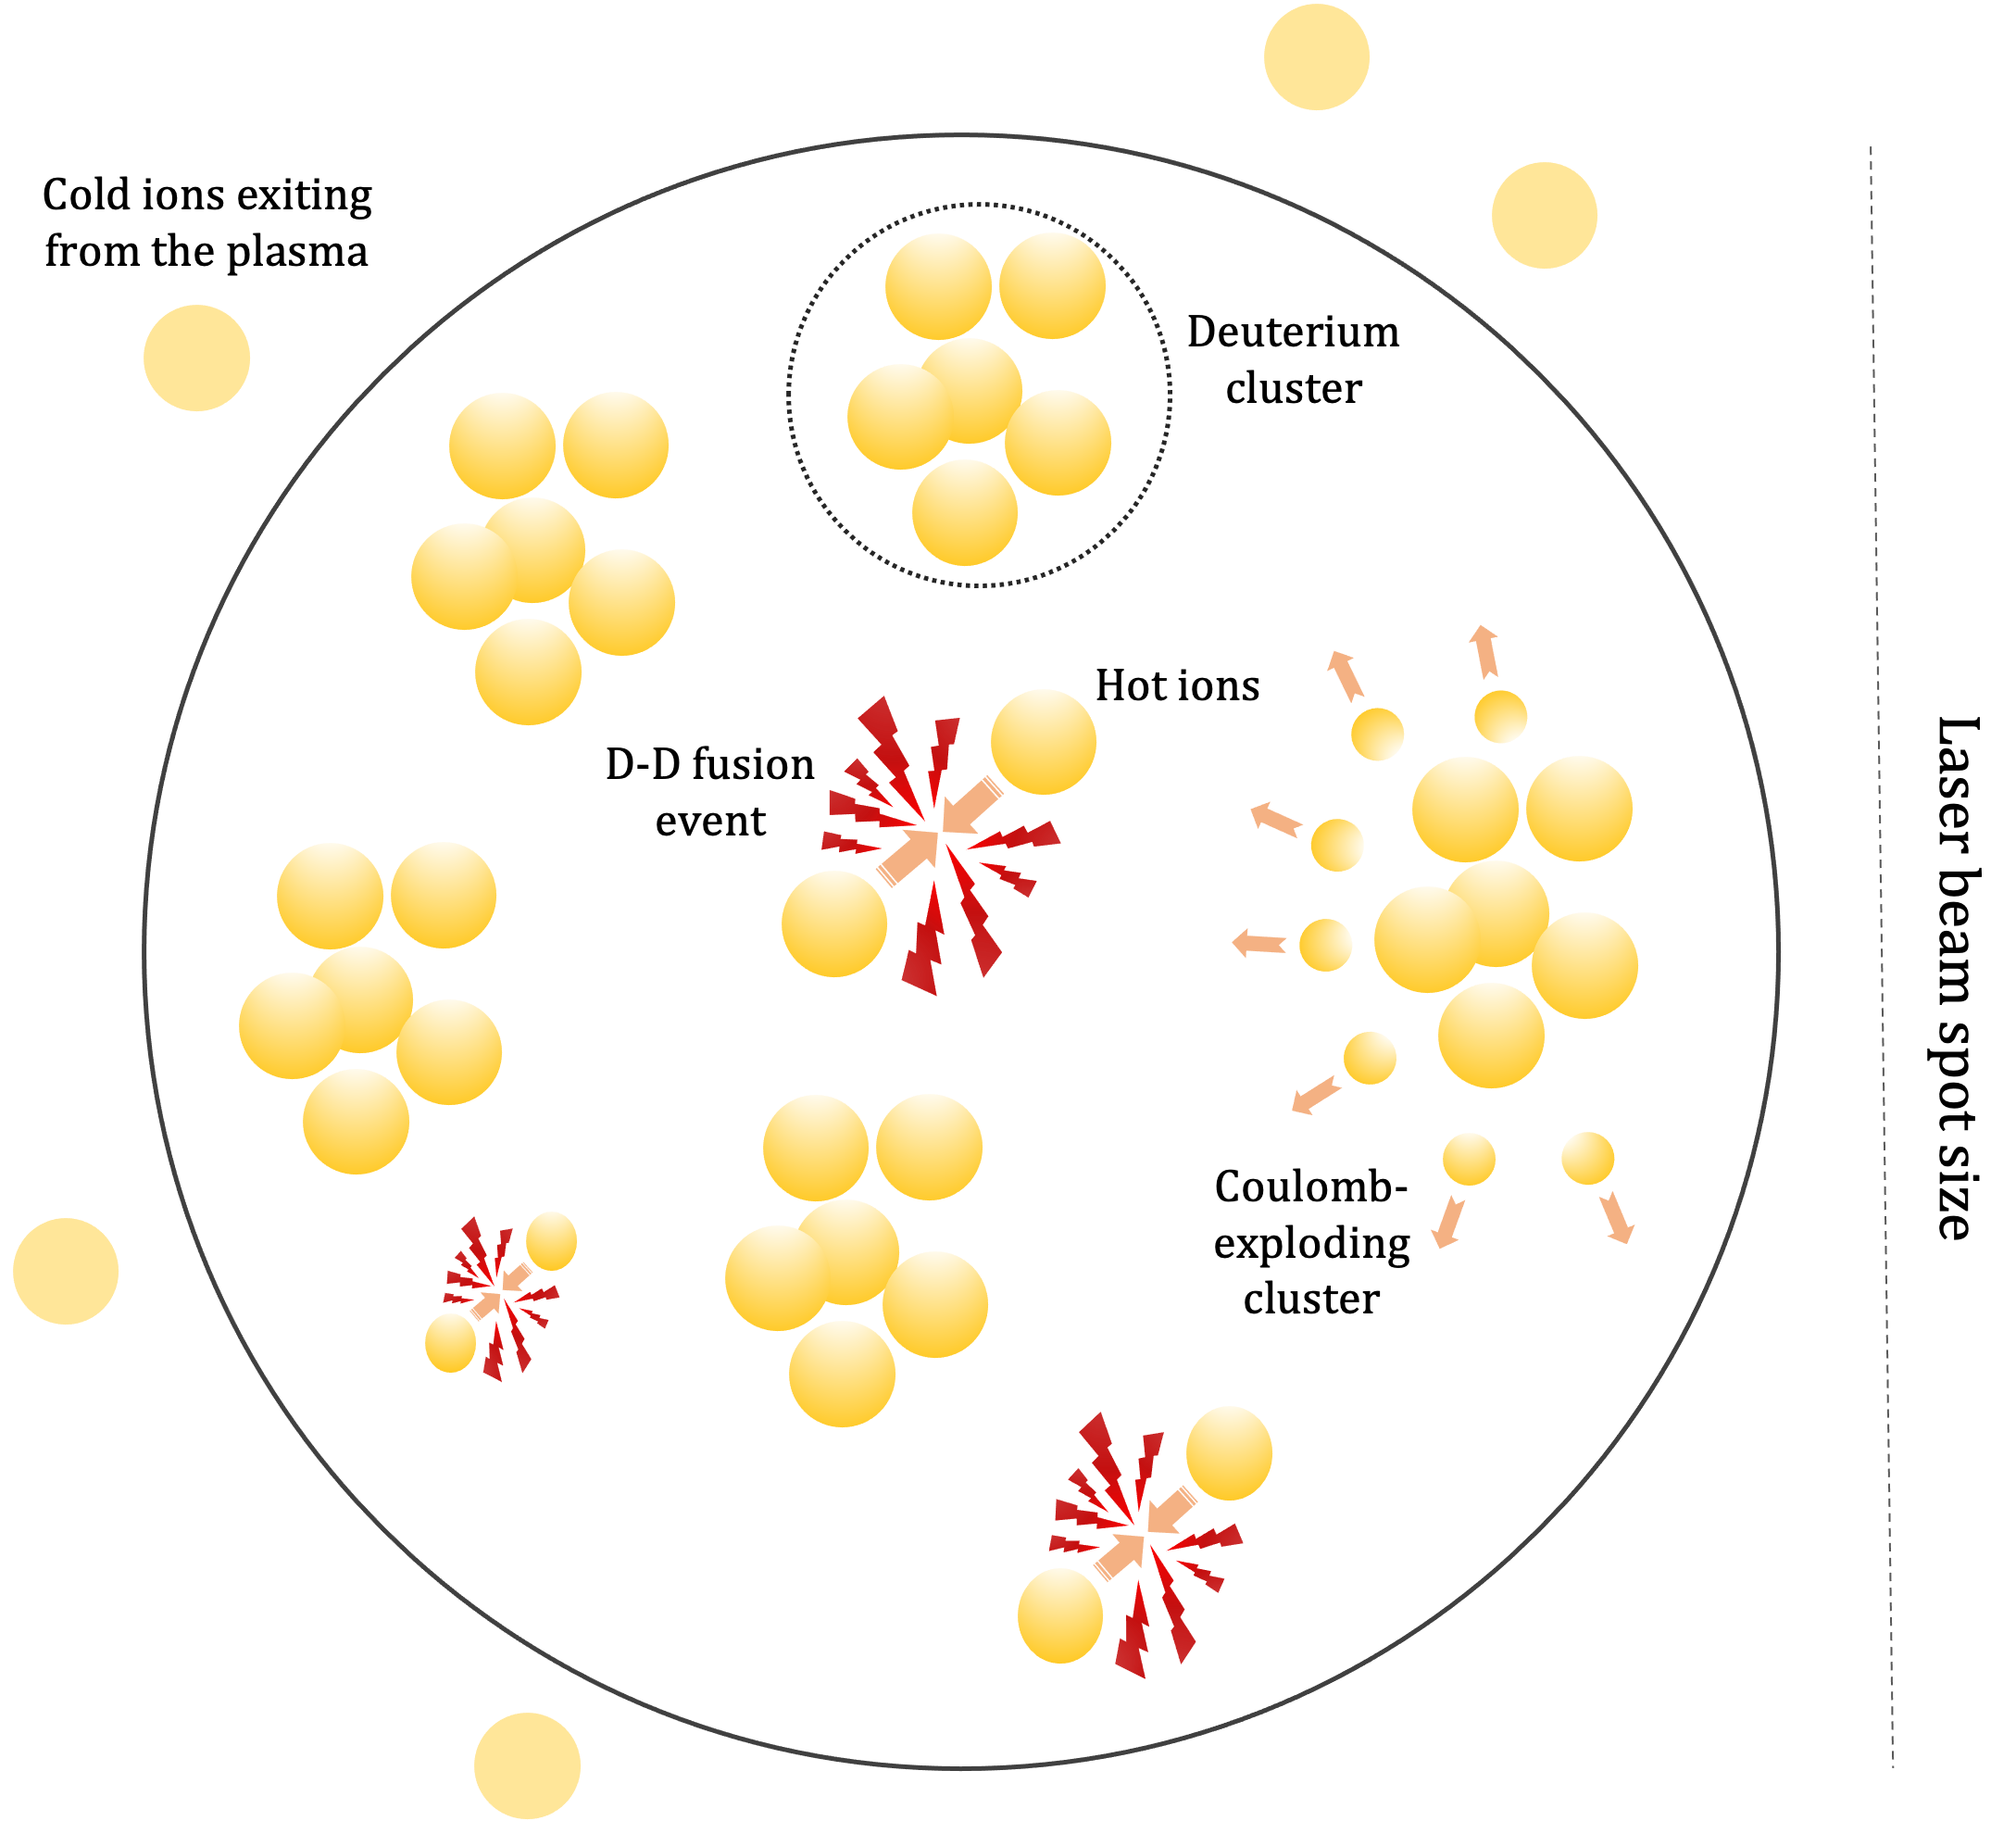 Cold ions exiting
from the plasma
Deuterium
cluster
Hot ions
D-D fusion
event
Coulomb-
exploding
cluster
Laser beam spot size